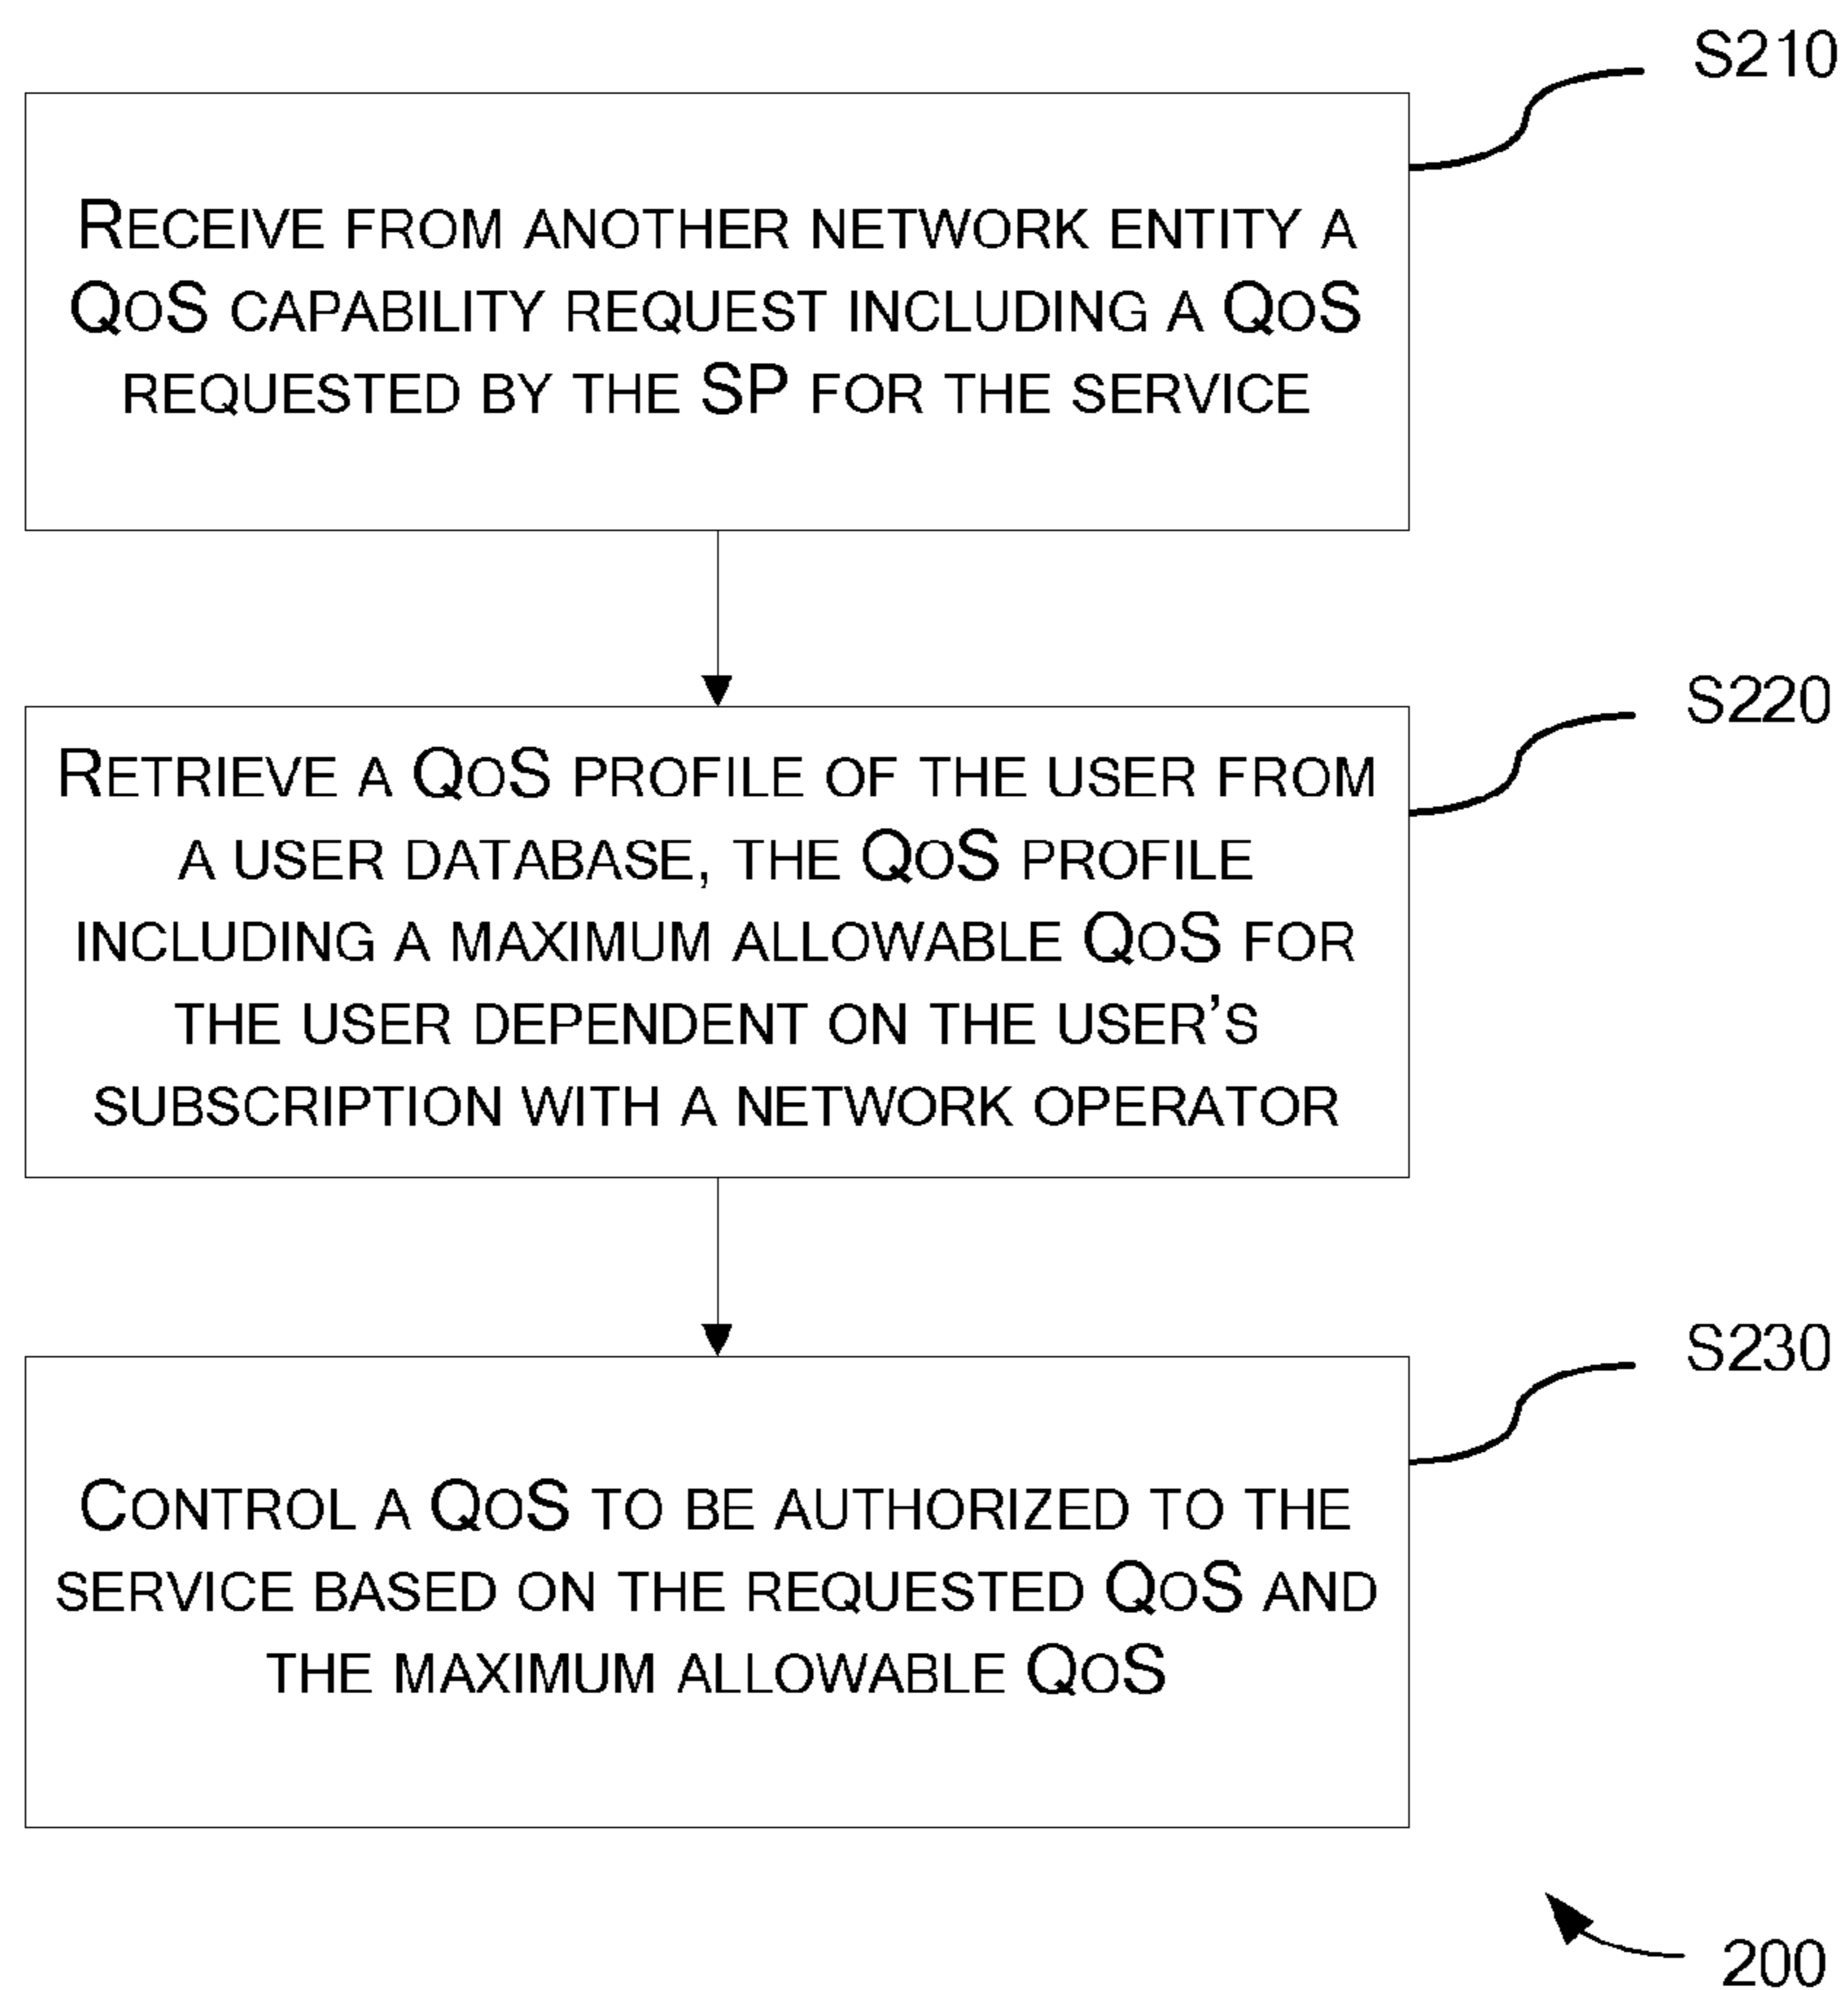 S210
RECEIVE FROM ANOTHER NETWORK ENTITY A
QOS CAPABILITY REQUEST INCLUDING A QOS
REQUESTED BY THE SP FOR THE SERVICE
S220
RETRIEVE A QOS PROFILE OF THE USER FROM
A USER DATABASE, THE QOS PROFILE
INCLUDING A MAXIMUM ALLOWABLE QOS FOR
THE USER DEPENDENT ON THE USER'S
SUBSCRIPTION WITH A NETWORK OPERATOR
S230
CONTROL A QOS TO BE AUTHORIZED TO THE
SERVICE BASED ON THE REQUESTED QOS AND
THE MAXIMUM ALLOWABLE QOS
200